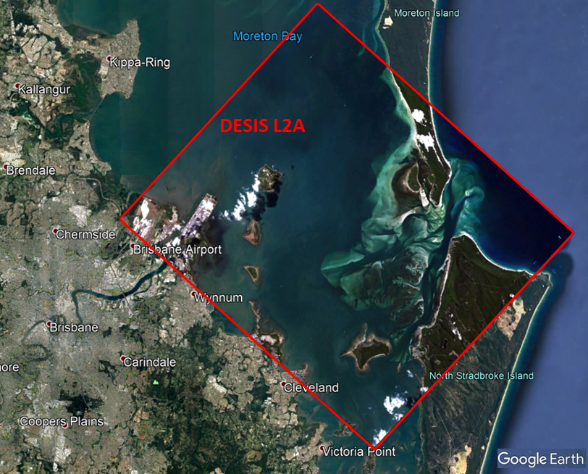 Moreton Island
Moreton Bay
Kippa-Ring
Kallangur
DESIS L2A
Brendale
Chermside
Brisbane Airport
Wynnum
Brisbane
Carindale
ore
North Stradbroke Island
Cleveland
Coopers Plains
Victoria Point
Google Earth